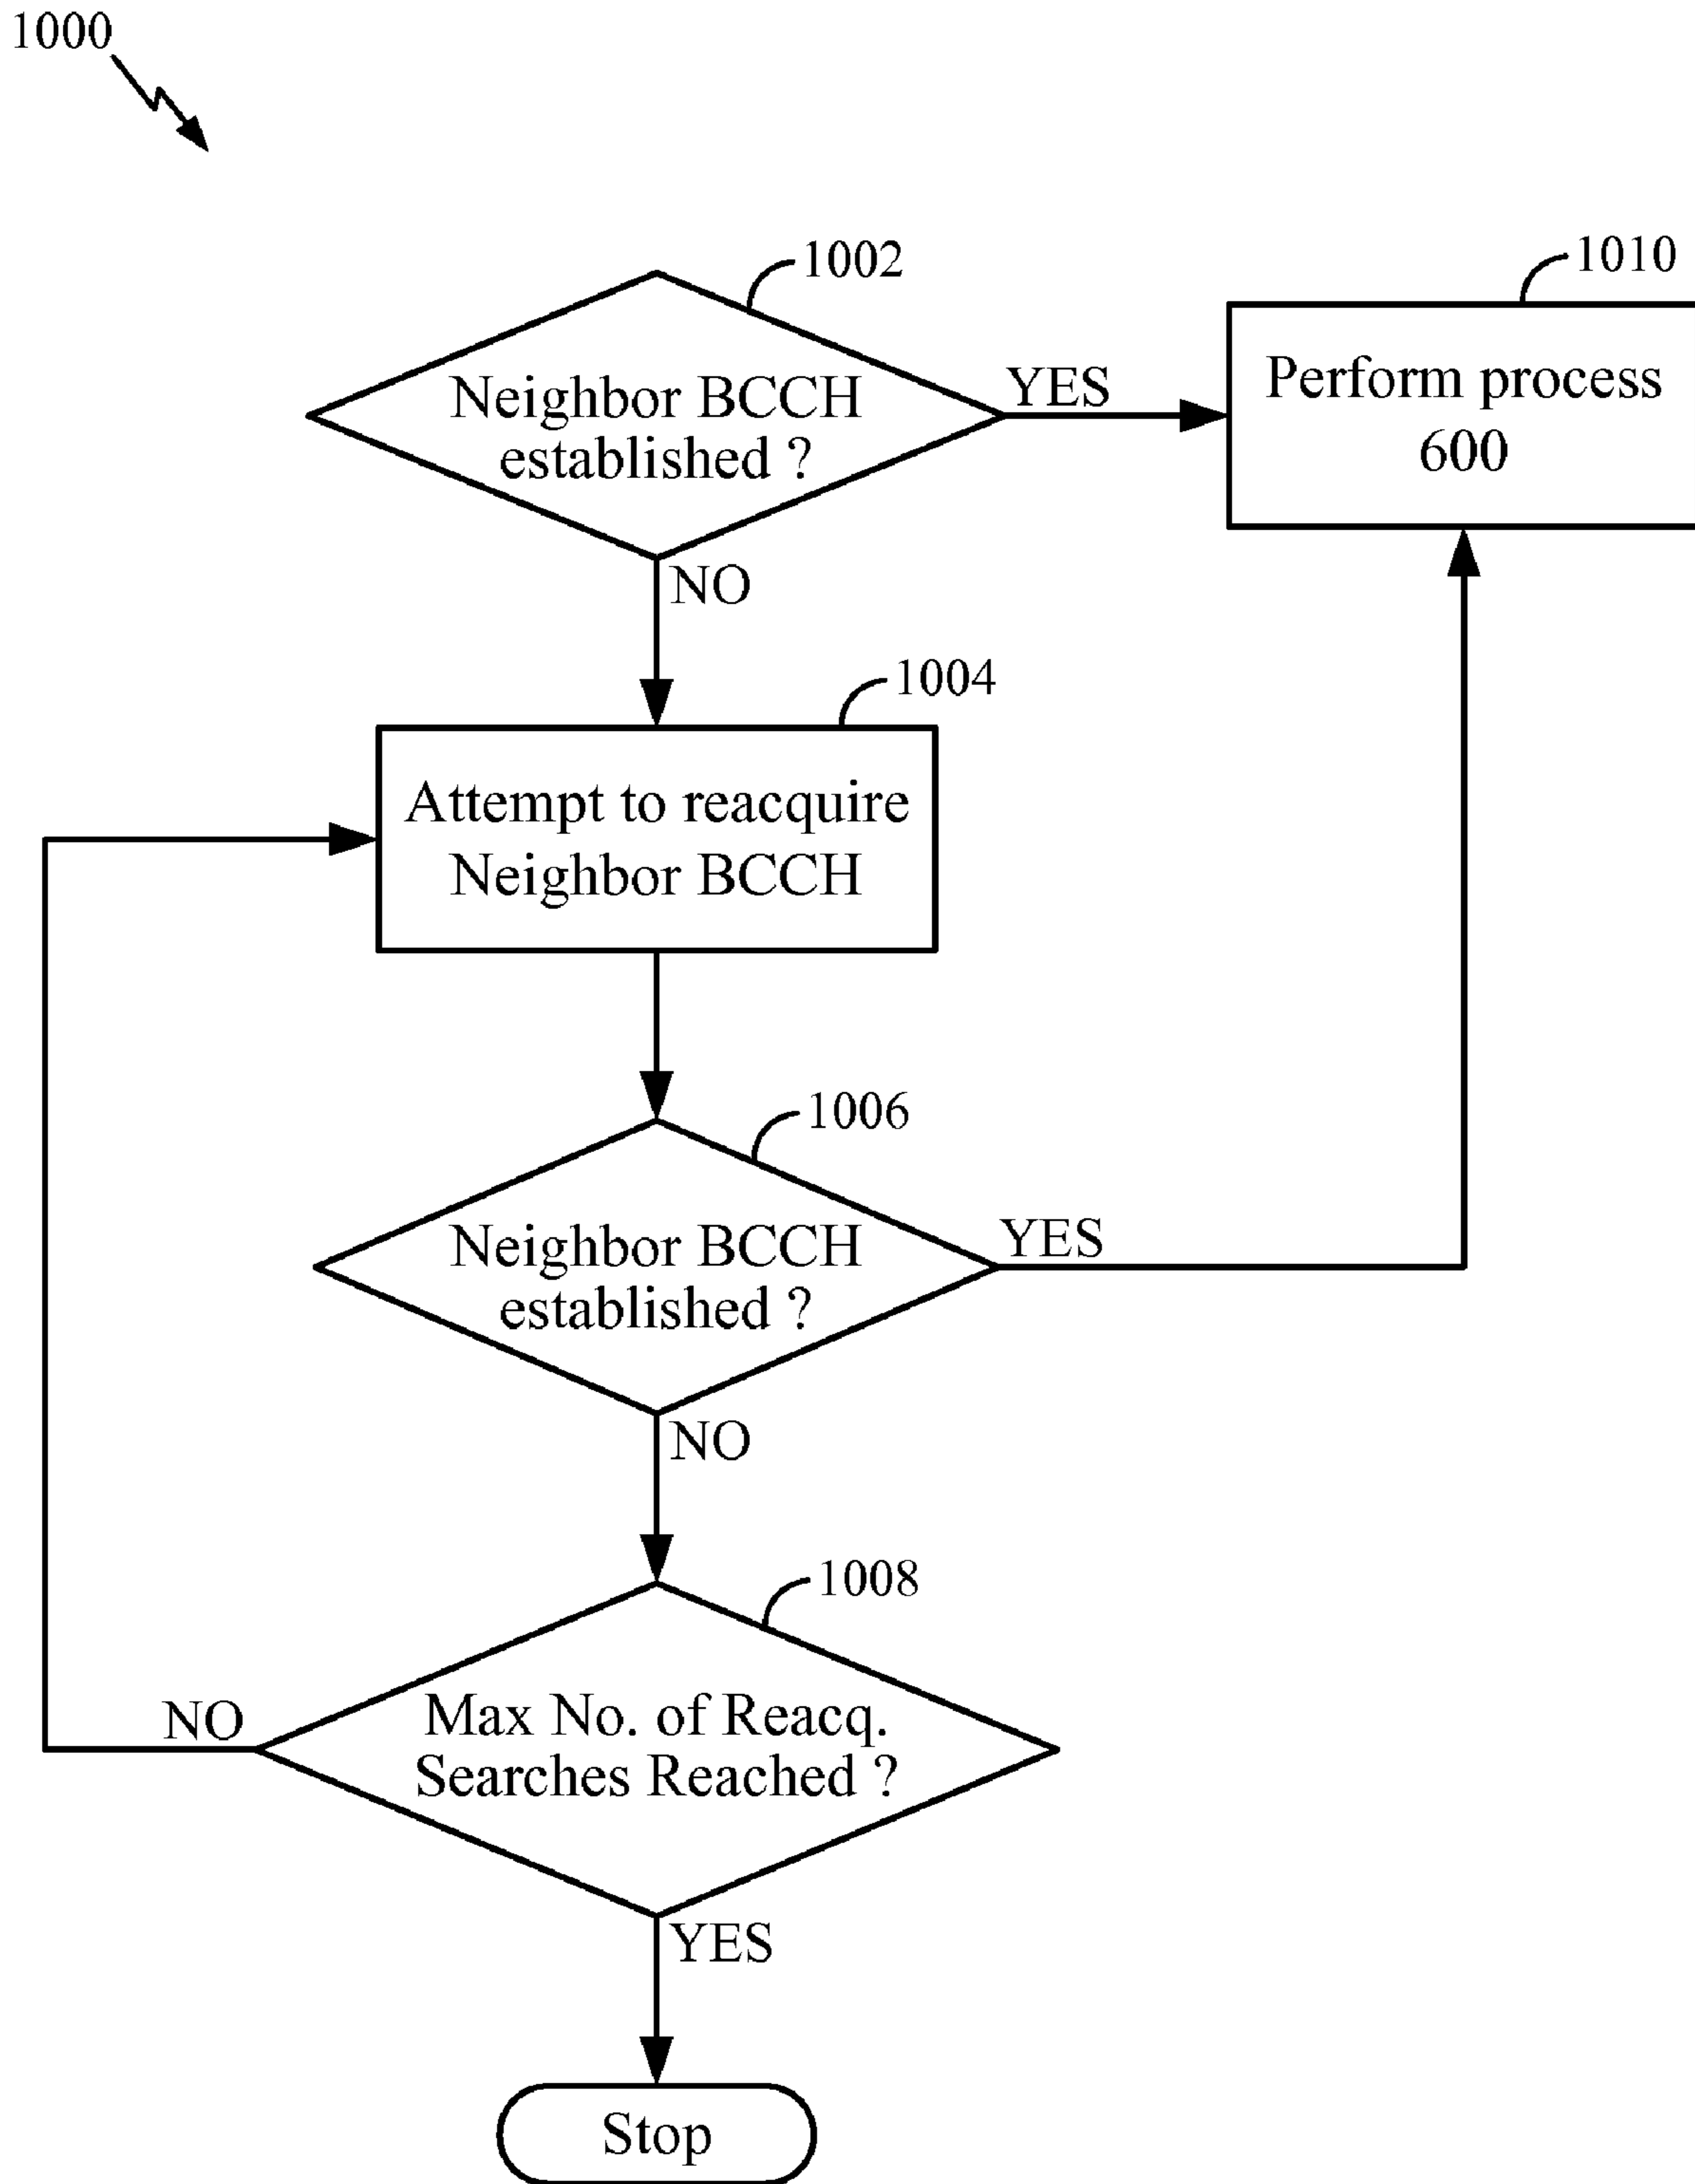 1000
1002
1010
Neighbor BCCH
established ?
YES
Perform process
600
NO
1004
Attempt to reacquire
Neighbor BCCH
1006
Neighbor BCCH
established ?
YES
NO
1008
Max No. of Reacq.
Searches Reached ?
NO
YES
Stop